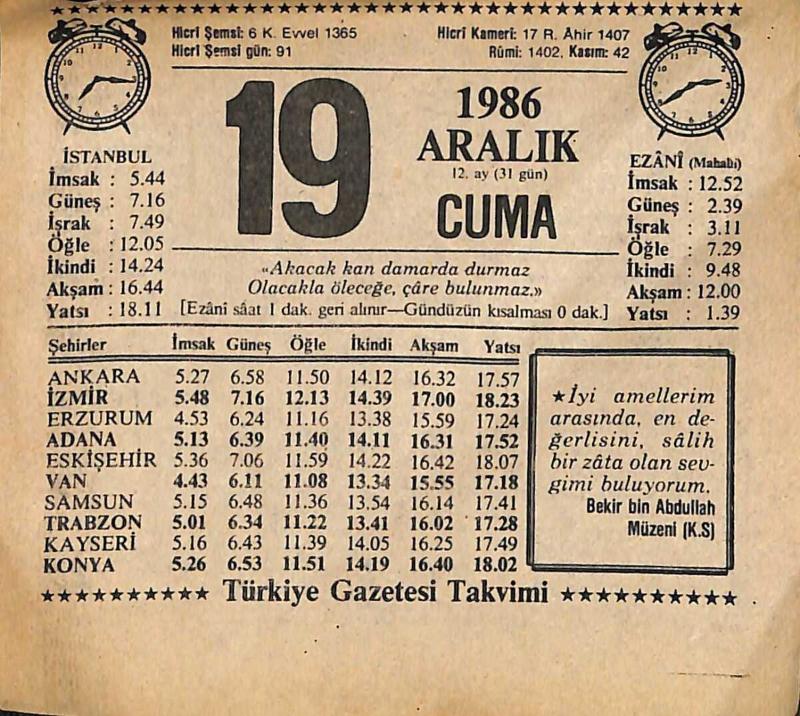 Hicrî Şemsî: 6 K. Evvel 1365
Hicrî Şemsî gün: 91
Hicrî Kamerî: 17 R. Âhir 1407
Rûmi: 1402, Kasım: 42
19
1986
ARALIK
12. ay (31 gün)
CUMA
İSTANBUL
İmsak : 5.44
Güneş : 7.16
İşrak : 7.49
Öğle : 12.05
İkindi : 14.24
Akşam : 16.44
Yatsı : 18.11
EZÂNÎ (Mahallî)
İmsak : 12.52
Güneş : 2.39
İşrak : 3.11
Öğle : 7.29
İkindi : 9.48
Akşam : 12.00
Yatsı : 1.39
«Akacak kan damarda durmaz
Olacakla öleceğe, çâre bulunmaz.»
[Ezânî sâat 1 dak. geri alınır—Gündüzün kısalması 0 dak.]
Şehirler İmsak Güneş Öğle İkindi Akşam Yatsı
ANKARA 5.27 6.58 11.50 14.12 16.32 17.57
İZMİR 5.48 7.16 12.13 14.39 17.00 18.23
ERZURUM 4.53 6.24 11.16 13.38 15.59 17.24
ADANA 5.13 6.39 11.40 14.11 16.31 17.52
ESKİŞEHİR 5.36 7.06 11.59 14.22 16.42 18.07
VAN 4.43 6.11 11.08 13.34 15.55 17.18
SAMSUN 5.15 6.48 11.36 13.54 16.14 17.41
TRABZON 5.01 6.34 11.22 13.41 16.02 17.28
KAYSERİ 5.16 6.43 11.39 14.05 16.25 17.49
KONYA 5.26 6.53 11.51 14.19 16.40 18.02
★İyi amellerim
arasında, en de-
ğerlisini, sâlih
bir zâta olan sev-
gimi buluyorum.
Bekir bin Abdullah
Müzeni (K.S)
★★★★★★★★★★ Türkiye Gazetesi Takvimi ★★★★★★★★★★